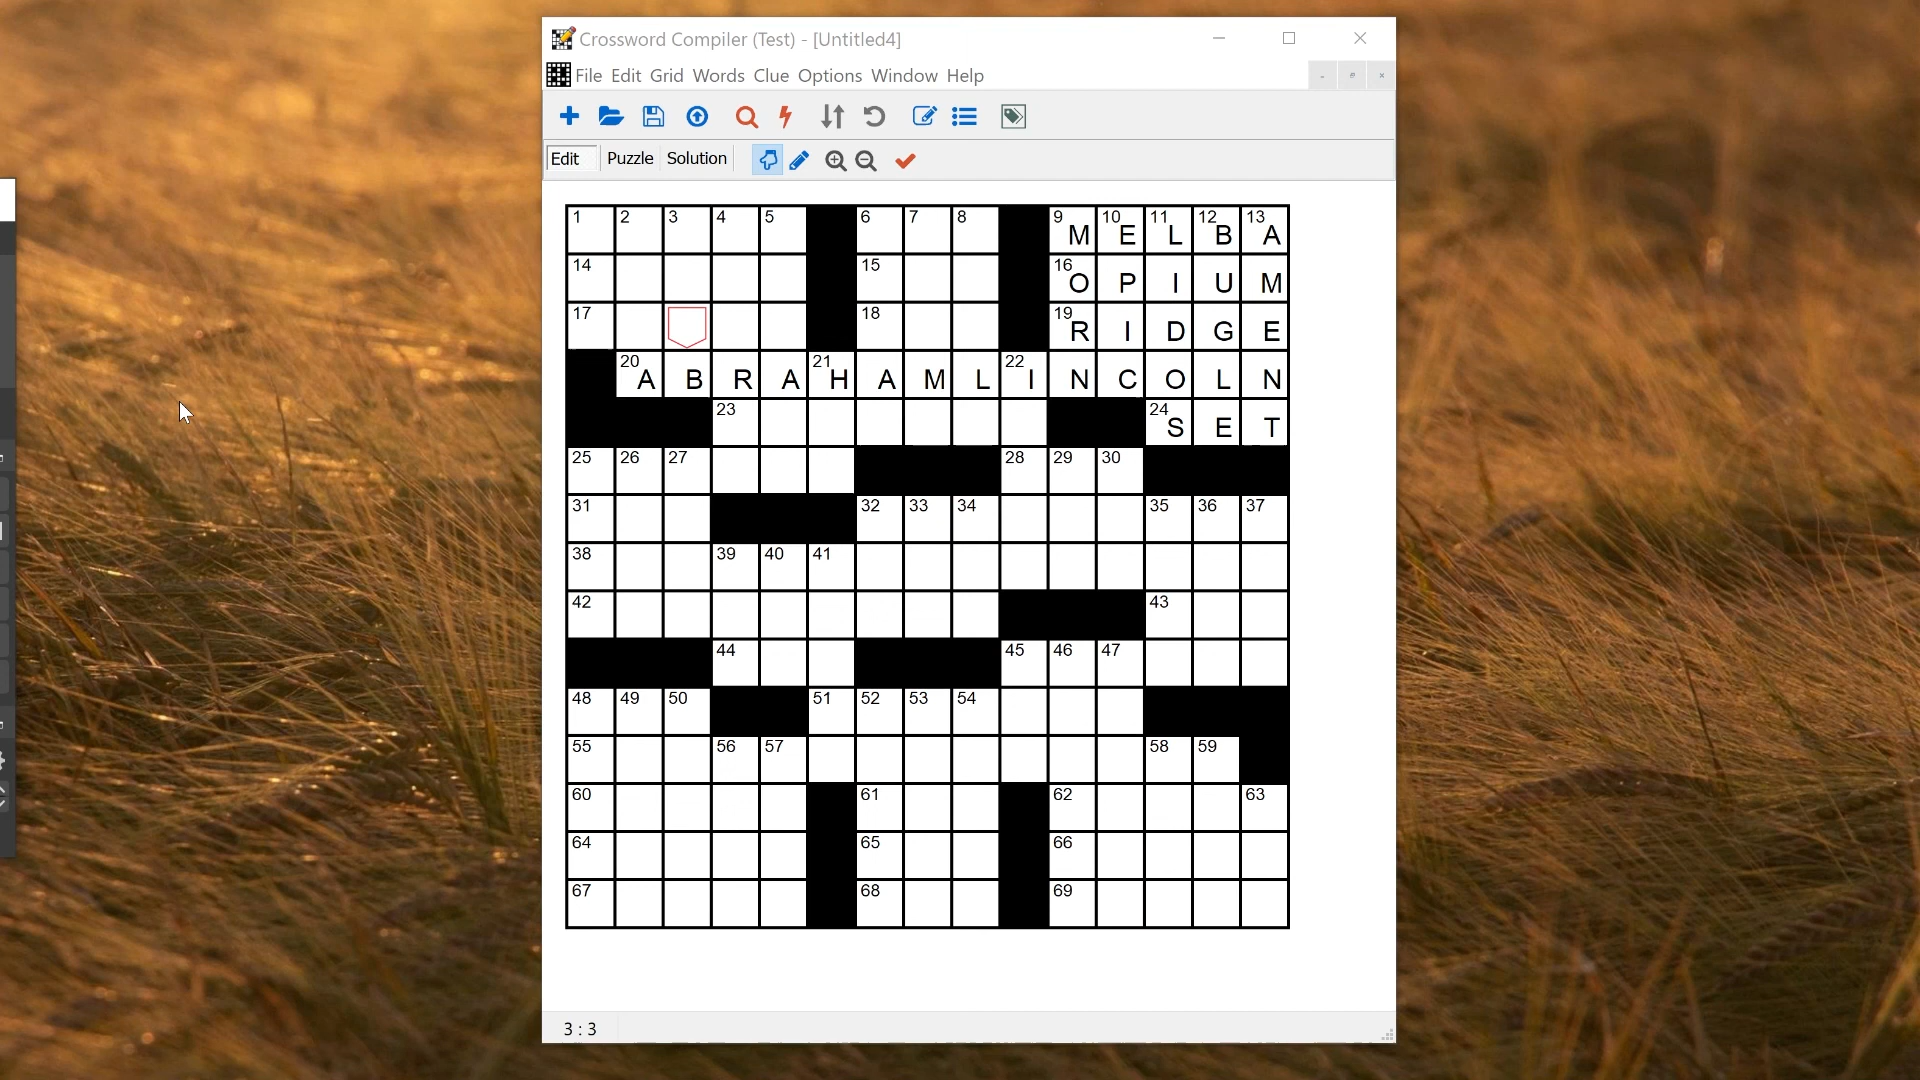 Crossword Compiler (Test) - [Untitled4]
File Edit Grid Words Clue Options Window Help
Edit Puzzle Solution
1 2 3 4 5 6 7 8 9 M 10 E 11 L 12 B 13 A
14 15 16 O P I U M
17 18 19 R I D G E
20 A B R A 21 H A M L 22 I N C O L N
23 24 S E T
25 26 27 28 29 30
31 32 33 34 35 36 37
38 39 40 41
42 43
44 45 46 47
48 49 50 51 52 53 54
55 56 57 58 59
60 61 62 63
64 65 66
67 68 69
3 : 3